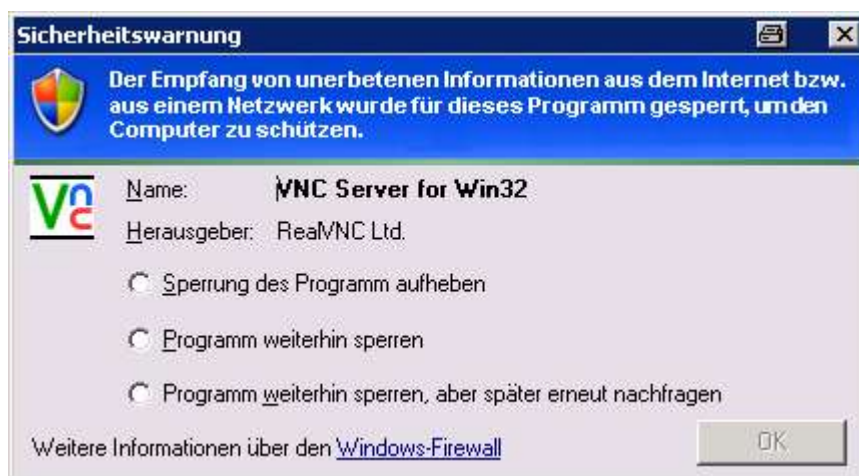 Sicherheitswarnung
Der Empfang von unerbetenen Informationen aus dem Internet bzw.
aus einem Netzwerk wurde für dieses Programm gesperrt, um den
Computer zu schützen.
Vnc
Name: VNC Server for Win32
Herausgeber: RealVNC Ltd.
Sperrung des Programm aufheben
Programm weiterhin sperren
Programm weiterhin sperren, aber später erneut nachfragen
Weitere Informationen über den Windows-Firewall
OK